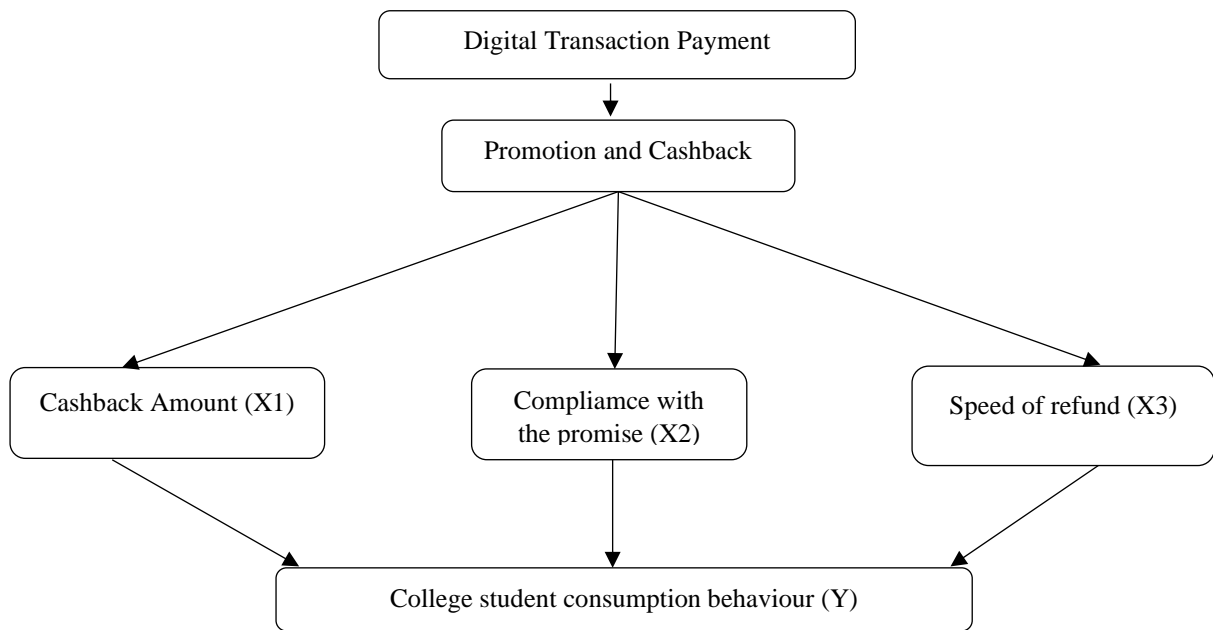 Digital Transaction Payment
Promotion and Cashback
Cashback Amount (X1)
Compliamce with
the promise (X2)
Speed of refund (X3)
College student consumption behaviour (Y)